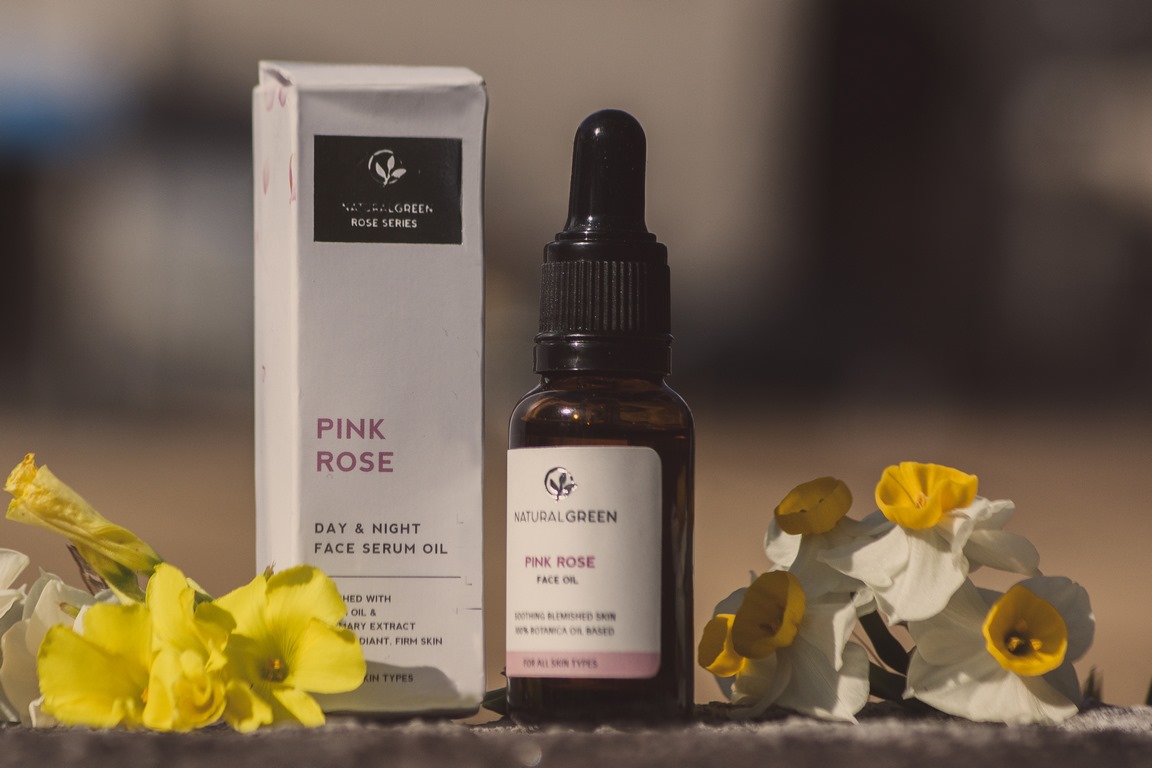 NATURALGREEN
ROSE SERIES
PINK
ROSE
DAY & NIGHT
FACE SERUM OIL
WITH
OIL &
EXTRACT
FIRM SKIN
TYPES
NATURALGREEN
PINK ROSE
FACE OIL
SOOTHING BLEMISHED SKIN
100% BOTANICA OIL BASED
FOR ALL SKIN TYPES